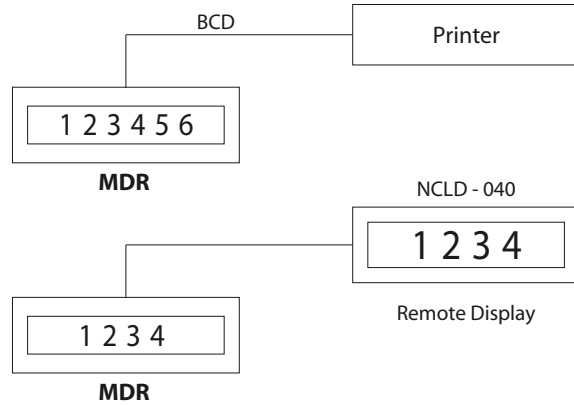 BCD
Printer
1 2 3 4 5 6
MDR
NCLD - 040
1 2 3 4
Remote Display
1 2 3 4
MDR